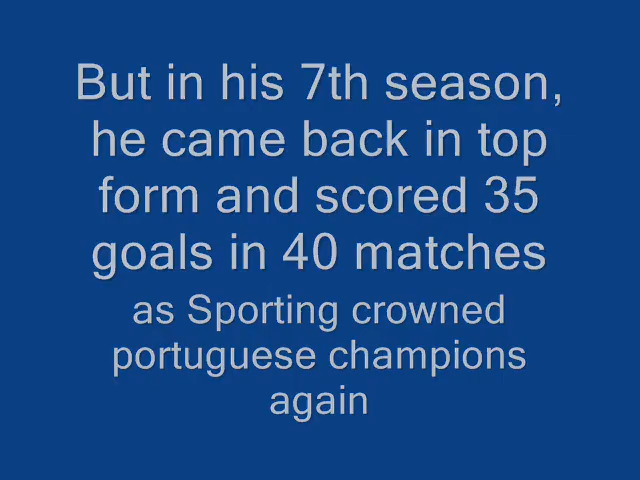 But in his 7th season,
he came back in top
form and scored 35
goals in 40 matches
as Sporting crowned
portuguese champions
again